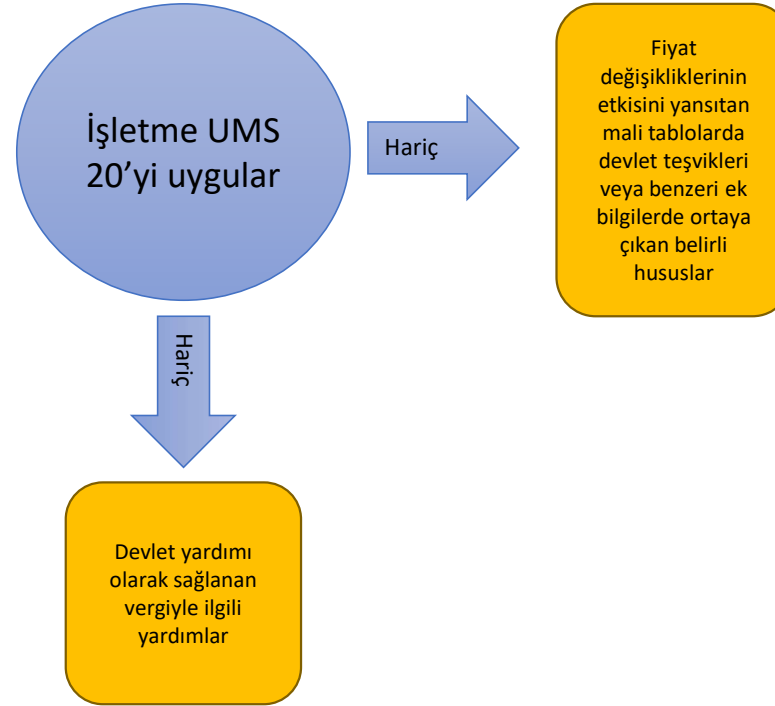 İşletme UMS
20’yi uygular
Hariç
Fiyat
değişikliklerinin
etkisini yansıtan
mali tablolarda
devlet teşvikleri
veya benzeri ek
bilgilerde ortaya
çıkan belirli
hususlar
Hariç
Devlet yardımı
olarak sağlanan
vergiyle ilgili
yardımlar